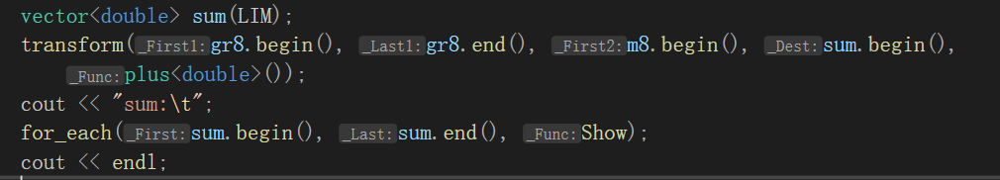 vector<double> sum(LIM);
transform(_First1:gr8.begin(), _Last1:gr8.end(), _First2:m8.begin(), _Dest:sum.begin(),
_Func:plus<double>());
cout << "sum:\t";
for_each(_First:sum.begin(), _Last:sum.end(), _Func:Show);
cout << endl;